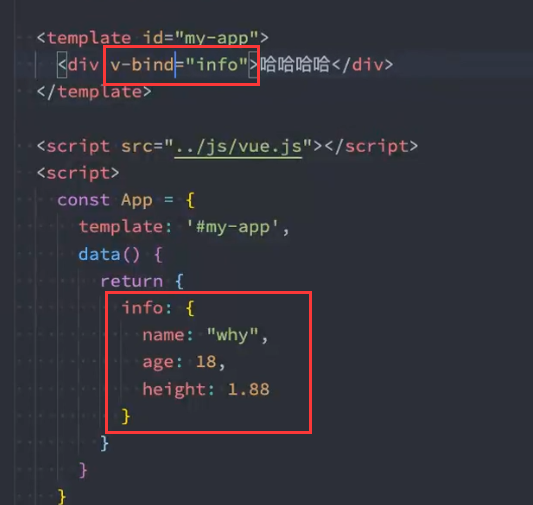 <template id="my-app">
<div v-bind="info">哈哈哈哈</div>
</template>
<script src="../js/vue.js"></script>
<script>
const App = {
template: '#my-app',
data() {
return {
info: {
name: "why",
age: 18,
height: 1.88
}
}
}
}